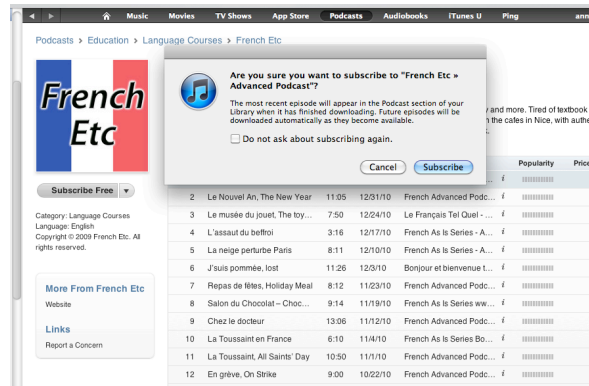 Music Movies TV Shows App Store Podcasts Audiobooks iTunes U Ping ann
Podcasts › Education › Language Courses › French Etc
French
Etc
Are you sure you want to subscribe to "French Etc »
Advanced Podcast"?
The most recent episode will appear in the Podcast section of your
Library when it has finished downloading. Future episodes will be
downloaded automatically as they become available.
Do not ask about subscribing again.
Cancel Subscribe
y and more. Tired of textbook
the cafes in Nice, with authe
Popularity Price
Subscribe Free
Category: Language Courses
Language: English
Copyright © 2009 French Etc. All
rights reserved.
More From French Etc
Website
Links
Report a Concern
2 Le Nouvel An, The New Year 11:05 12/31/10 French Advanced Podc... i
3 Le musée du jouet, The toy... 7:50 12/24/10 Le Français Tel Quel - ... i
4 L'assaut du beffroi 3:16 12/17/10 French As Is Series - A... i
5 La neige perturbe Paris 8:11 12/10/10 French As Is Series - A... i
6 J'suis pommée, lost 11:26 12/3/10 Bonjour et bienvenue t... i
7 Repas de fêtes, Holiday Meal 8:12 11/23/10 French Advanced Podc... i
8 Salon du Chocolat – Choc... 9:14 11/19/10 French As Is Series ww... i
9 Chez le docteur 13:06 11/12/10 French Advanced Podc... i
10 La Toussaint en France 6:10 11/4/10 French As Is Series Bo... i
11 La Toussaint, All Saints' Day 10:50 11/1/10 French Advanced Podc... i
12 En grève, On Strike 9:00 10/22/10 French Advanced Podc... i